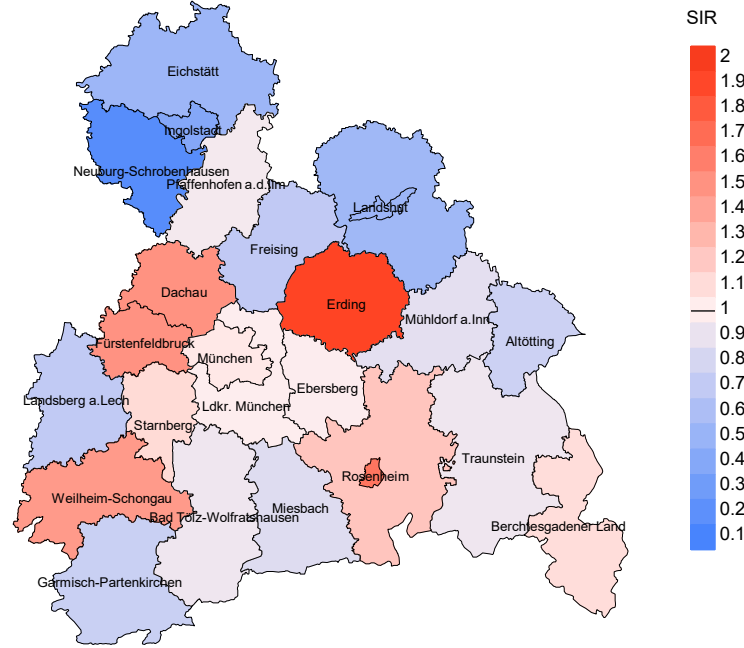 SIR
2
1.9
1.8
1.7
1.6
1.5
1.4
1.3
1.2
1.1
1
0.9
0.8
0.7
0.6
0.5
0.4
0.3
0.2
0.1
Eichstätt
Ingolstadt
Neuburg-Schrobenhausen
Pfaffenhofen a.d.Ilm
Landshut
Freising
Dachau
Erding
Mühldorf a.Inn
Altötting
Fürstenfeldbruck
München
Ebersberg
Landsberg a.Lech
Ldkr. München
Starnberg
Traunstein
Rosenheim
Weilheim-Schongau
Miesbach
Bad Tölz-Wolfratshausen
Berchtesgadener Land
Garmisch-Partenkirchen